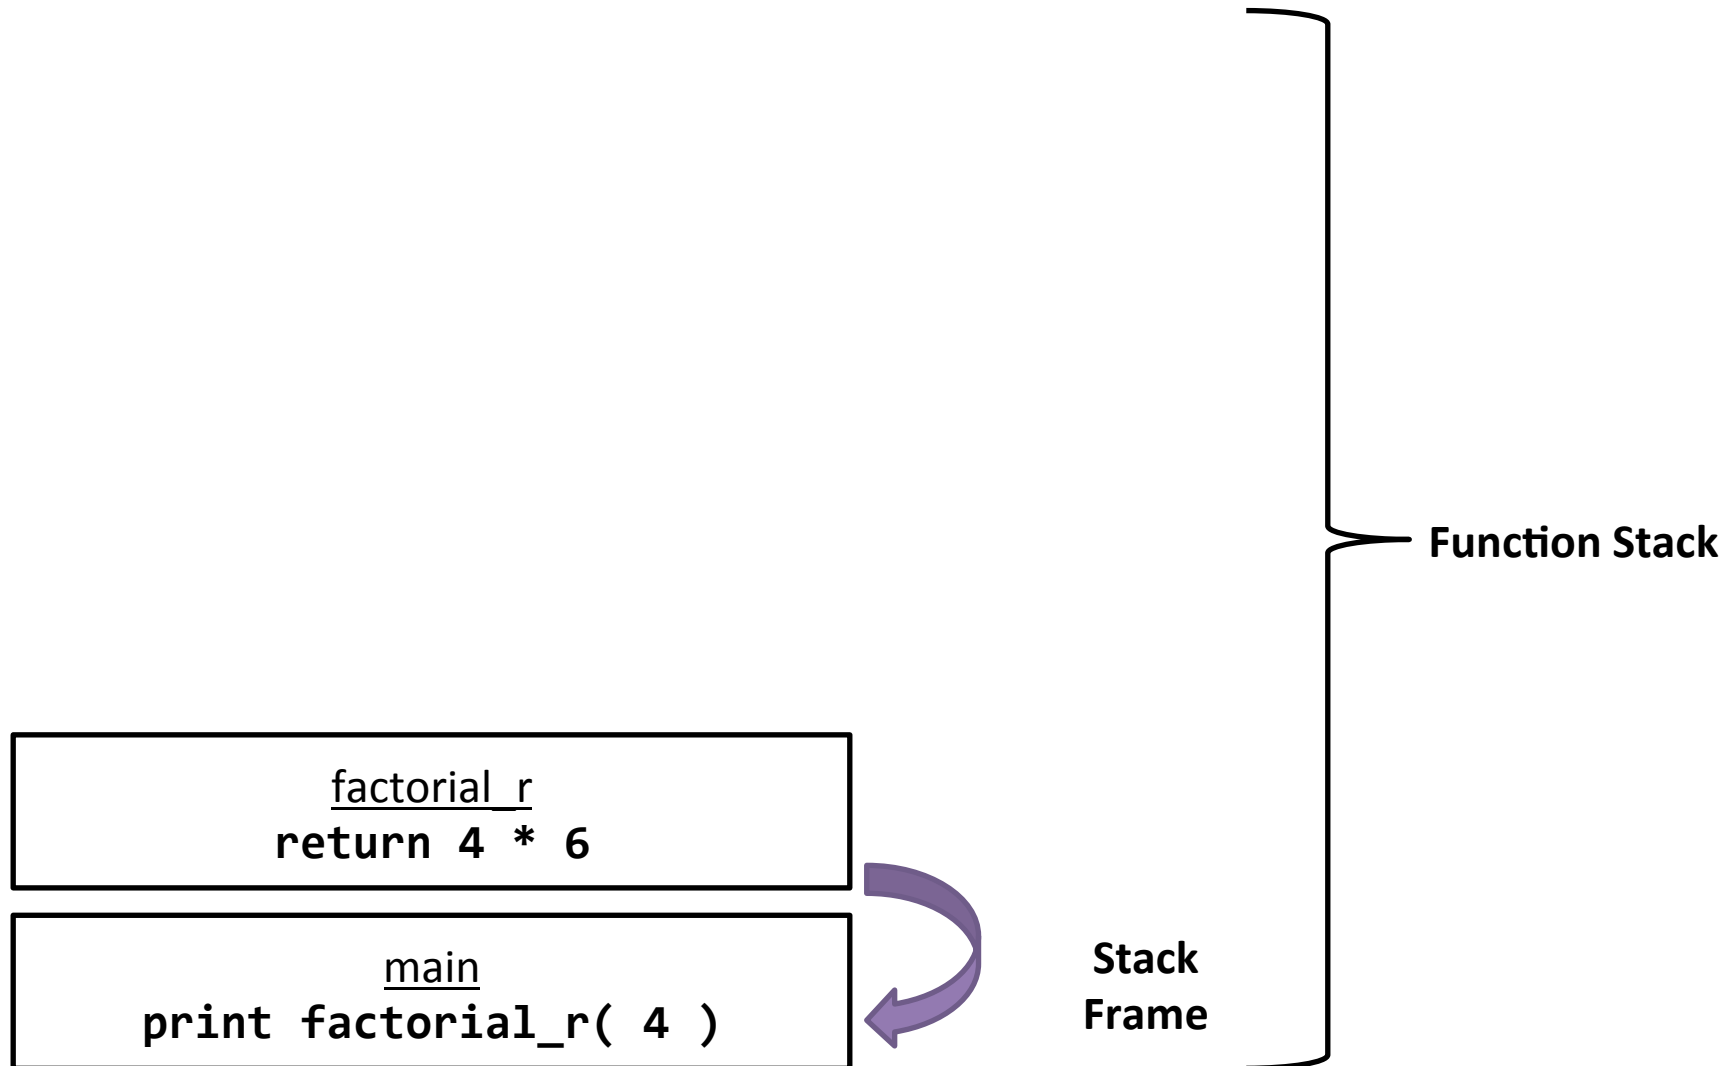 Function Stack
factorial_r
return 4 * 6
main
print factorial_r( 4 )
Stack
Frame